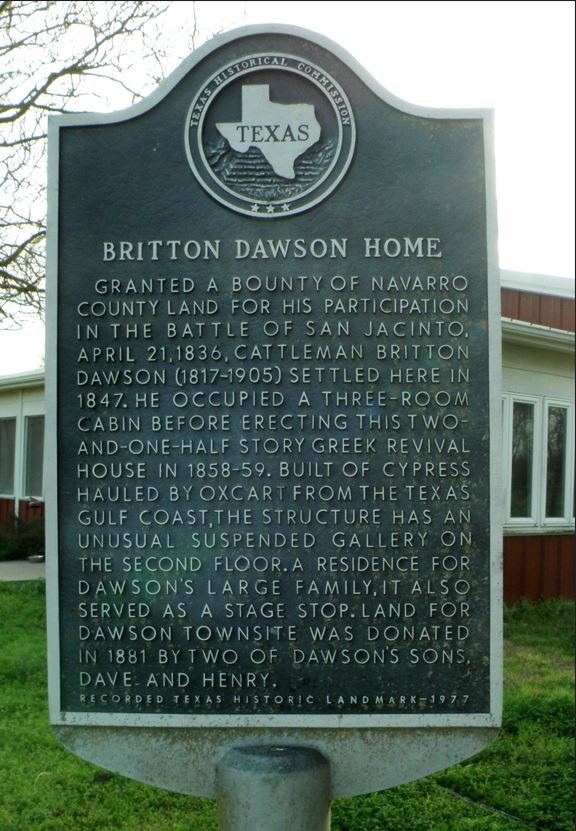 TEXAS HISTORICAL COMMISSION
TEXAS
BRITTON DAWSON HOME
GRANTED A BOUNTY OF NAVARRO
COUNTY LAND FOR HIS PARTICIPATION
IN THE BATTLE OF SAN JACINTO,
APRIL 21, 1836, CATTLEMAN BRITTON
DAWSON (1817-1905) SETTLED HERE IN
1847. HE OCCUPIED A THREE-ROOM
CABIN BEFORE ERECTING THIS TWO-
AND-ONE-HALF STORY GREEK REVIVAL
HOUSE IN 1858-59. BUILT OF CYPRESS
HAULED BY OXCART FROM THE TEXAS
GULF COAST, THE STRUCTURE HAS AN
UNUSUAL SUSPENDED GALLERY ON
THE SECOND FLOOR. A RESIDENCE FOR
DAWSON'S LARGE FAMILY, IT ALSO
SERVED AS A STAGE STOP. LAND FOR
DAWSON TOWNSITE WAS DONATED
IN 1881 BY TWO OF DAWSON'S SONS,
DAVE AND HENRY.
RECORDED TEXAS HISTORIC LANDMARK-1977